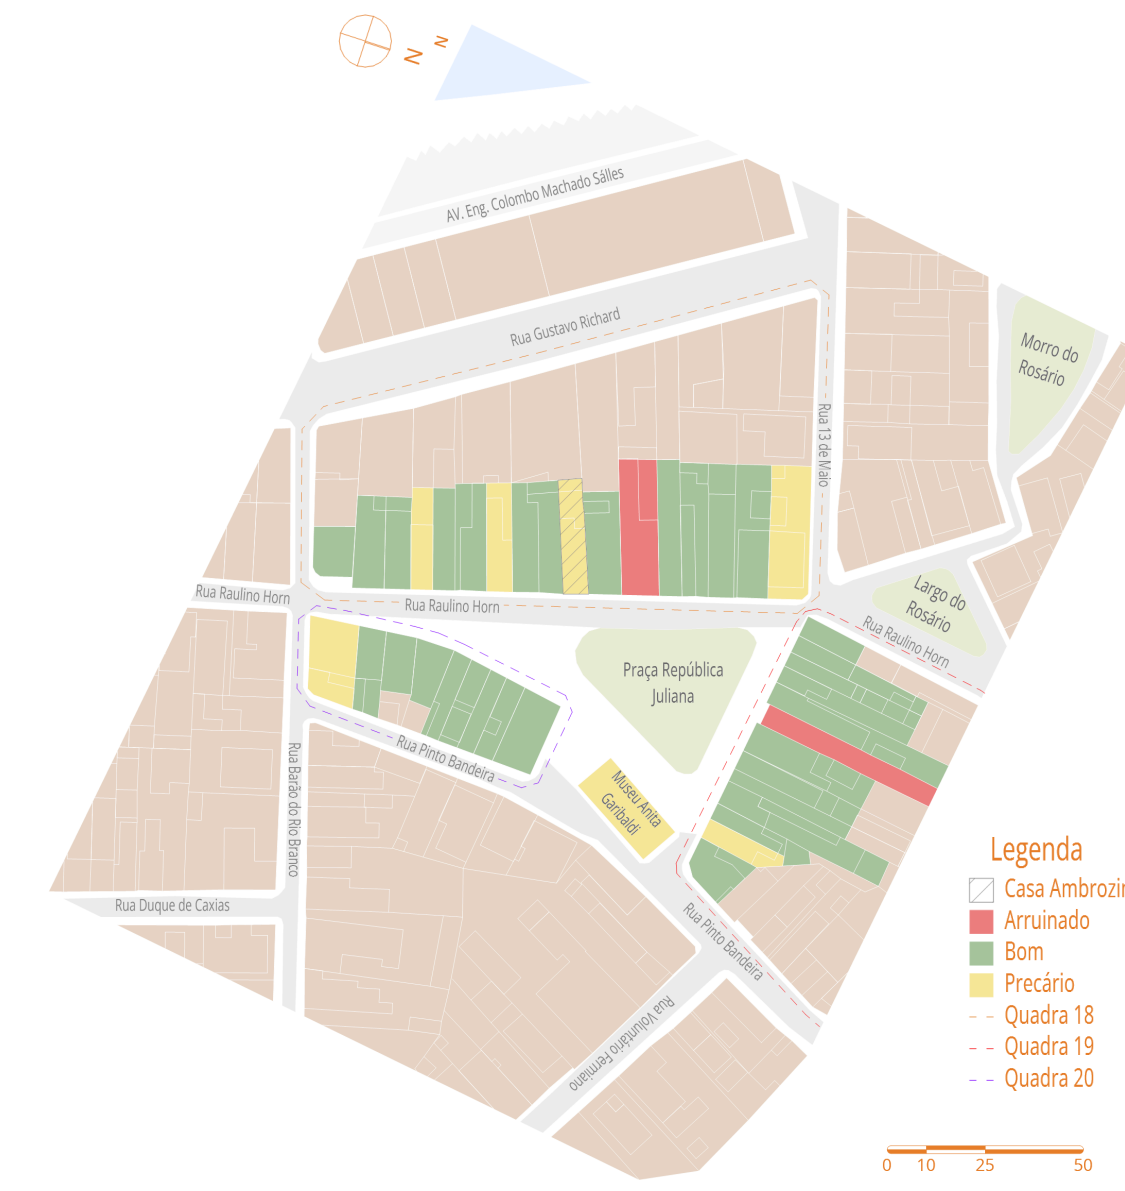 N
N
AV. Eng. Colombo Machado Sálles
Rua Gustavo Richard
Morro do
Rosário
Rua 13 de Maio
Rua Raulino Horn
Rua Raulino Horn
Largo do
Rosário
Rua Raulino Horn
Praça República
Juliana
Rua Pinto Bandeira
Rua Barão do Rio Branco
Museu Anita
Garibaldi
Rua Duque de Caxias
Rua Pinto Bandeira
Rua Voluntário Fermiano
Legenda
Casa Ambrozin
Arruinado
Bom
Precário
Quadra 18
Quadra 19
Quadra 20
0 10 25 50